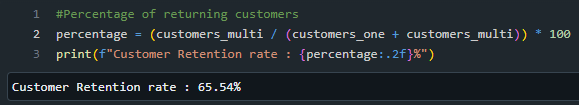 1 #Percentage of returning customers
2 percentage = (customers_multi / (customers_one + customers_multi)) * 100
3 print(f"Customer Retention rate : {percentage:.2f}%")
Customer Retention rate : 65.54%